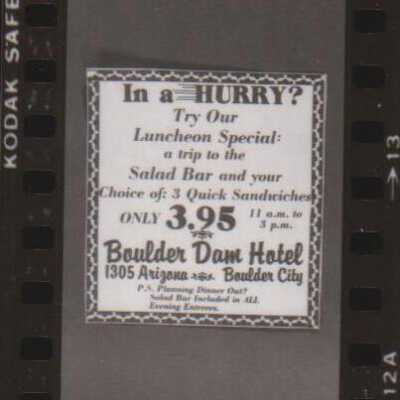 KODAK SAFE
In a HURRY?
Try Our
Luncheon Special:
a trip to the
Salad Bar and your
Choice of: 3 Quick Sandwiches
ONLY 3.95 11 a.m. to
3 p.m.
Boulder Dam Hotel
1305 Arizona Boulder City
P.S. Planning Dinner Out?
Salad Bar Included in ALL
Evening Entrees.
13
12A